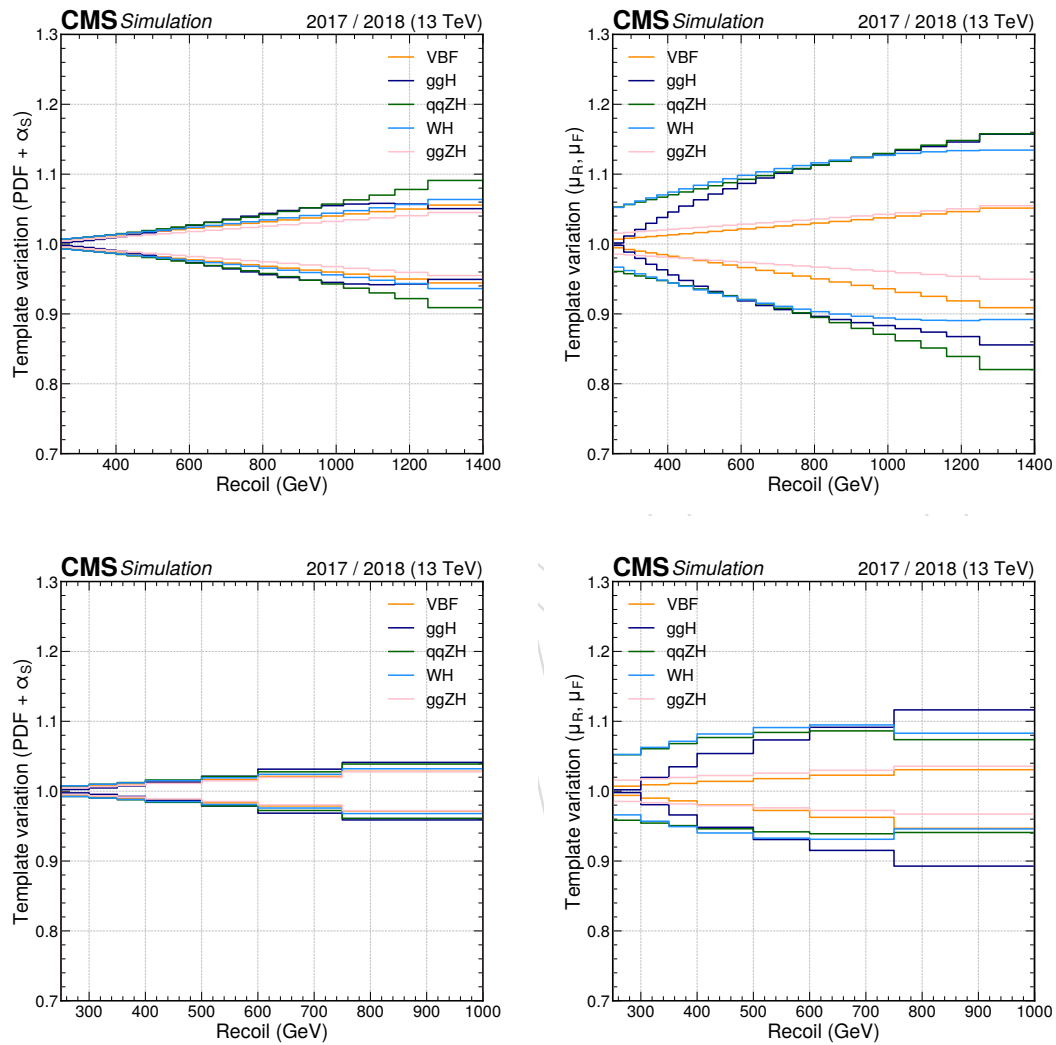 CMS Simulation 2017 / 2018 (13 TeV)
Template variation (PDF + α_S)
1.3
1.2
1.1
1.0
0.9
0.8
0.7
VBF
ggH
qqZH
WH
ggZH
400 600 800 1000 1200 1400
Recoil (GeV)
CMS Simulation 2017 / 2018 (13 TeV)
Template variation (μ_R, μ_F)
1.3
1.2
1.1
1.0
0.9
0.8
0.7
VBF
ggH
qqZH
WH
ggZH
400 600 800 1000 1200 1400
Recoil (GeV)
CMS Simulation 2017 / 2018 (13 TeV)
Template variation (PDF + α_S)
1.3
1.2
1.1
1.0
0.9
0.8
0.7
VBF
ggH
qqZH
WH
ggZH
300 400 500 600 700 800 900 1000
Recoil (GeV)
CMS Simulation 2017 / 2018 (13 TeV)
Template variation (μ_R, μ_F)
1.3
1.2
1.1
1.0
0.9
0.8
0.7
VBF
ggH
qqZH
WH
ggZH
300 400 500 600 700 800 900 1000
Recoil (GeV)